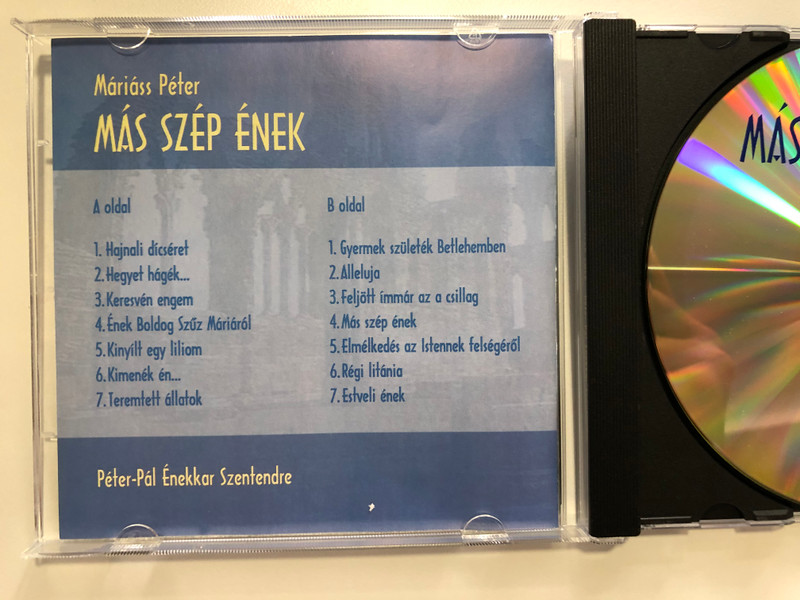 Máriáss Péter
MÁS SZÉP ÉNEK
A oldal
1. Hajnali dícséret
2. Hegyet hágék...
3. Keresvén engem
4. Ének Boldog Szűz Máriáról
5. Kinyílt egy liliom
6. Kimenék én...
7. Teremtett állatok
B oldal
1. Gyermek születék Betlehemben
2. Alleluja
3. Feljött ímmár az a csillag
4. Más szép ének
5. Elmélkedés az Istennek felségéről
6. Régi litánia
7. Estveli ének
Péter-Pál Énekkar Szentendre
MÁS